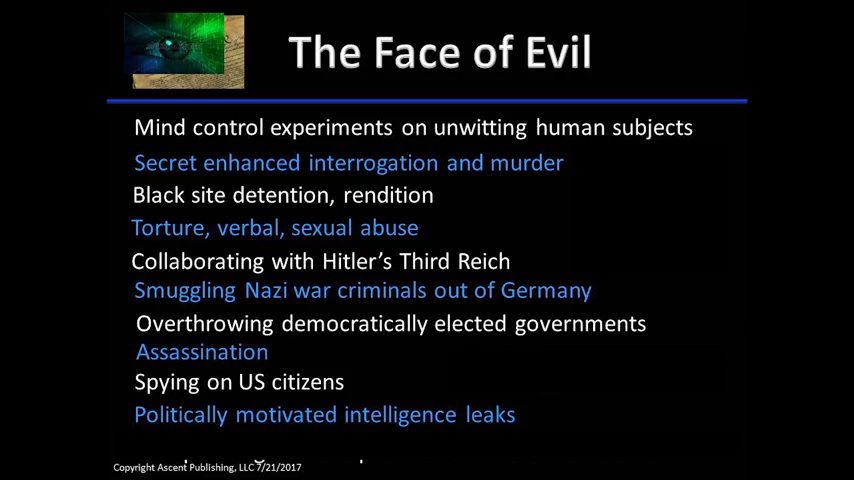 The Face of Evil
Mind control experiments on unwitting human subjects
Secret enhanced interrogation and murder
Black site detention, rendition
Torture, verbal, sexual abuse
Collaborating with Hitler’s Third Reich
Smuggling Nazi war criminals out of Germany
Overthrowing democratically elected governments
Assassination
Spying on US citizens
Politically motivated intelligence leaks
Copyright Ascent Publishing, LLC 7/21/2017